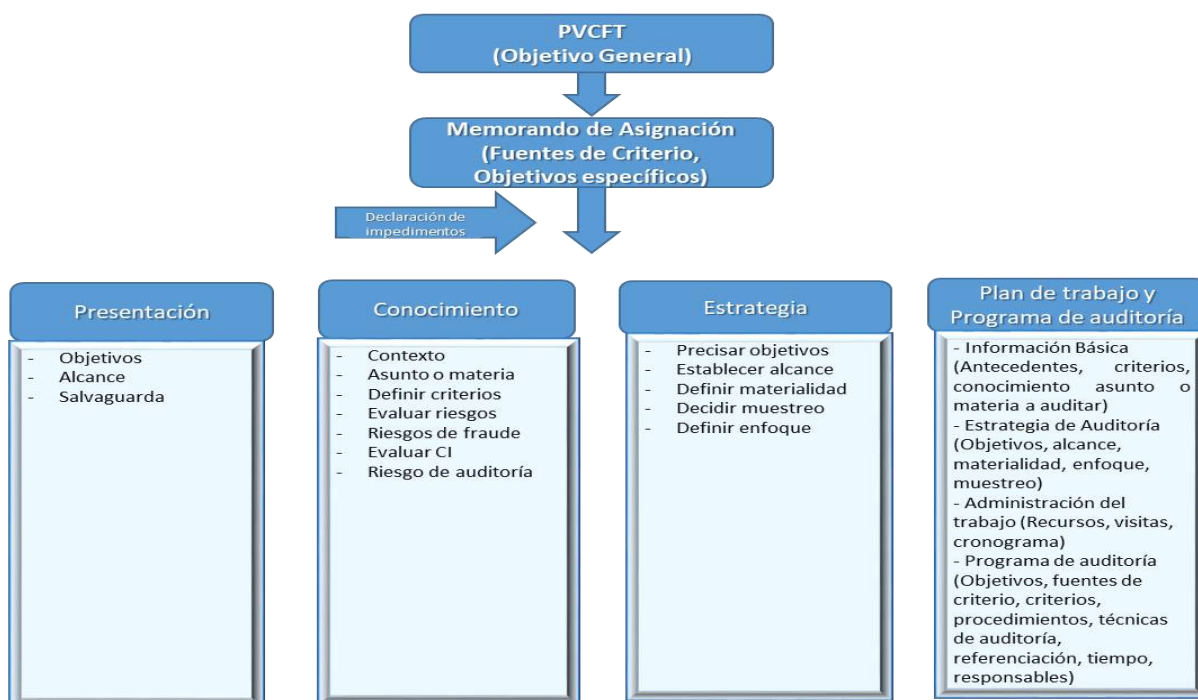 PVCFT
(Objetivo General)
Memorando de Asignación
(Fuentes de Criterio,
Objetivos específicos)
Declaración de
impedimentos
Presentación
- Objetivos
- Alcance
- Salvaguarda
Conocimiento
- Contexto
- Asunto o materia
- Definir criterios
- Evaluar riesgos
- Riesgos de fraude
- Evaluar CI
- Riesgo de auditoría
Estrategia
- Precisar objetivos
- Establecer alcance
- Definir materialidad
- Decidir muestreo
- Definir enfoque
Plan de trabajo y
Programa de auditoría
- Información Básica
(Antecedentes, criterios,
conocimiento asunto o
materia a auditar)
- Estrategia de Auditoría
(Objetivos, alcance,
materialidad, enfoque,
muestreo)
- Administración del
trabajo (Recursos, visitas,
cronograma)
- Programa de auditoría
(Objetivos, fuentes de
criterio, criterios,
procedimientos, técnicas
de auditoría,
referenciación, tiempo,
responsables)